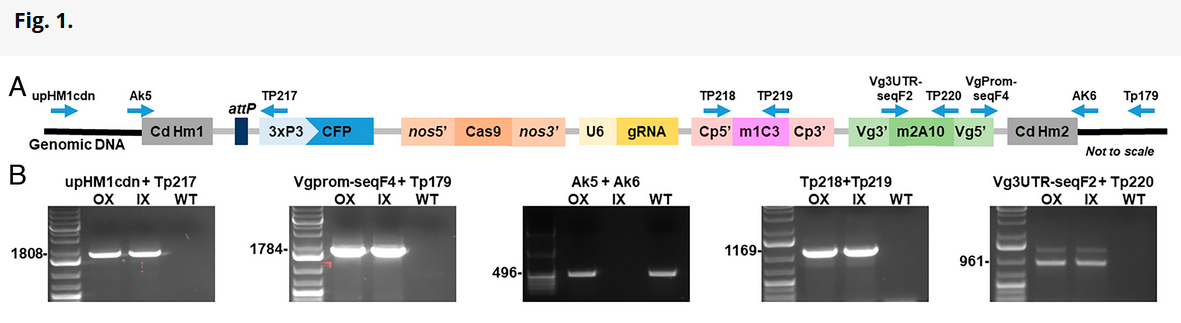 Fig. 1.
A
upHM1cdn Ak5 attP TP217 TP218 TP219 Vg3UTR-seqF2 TP220 VgProm-seqF4 AK6 Tp179
Cd Hm1 3xP3 CFP nos5' Cas9 nos3' U6 gRNA Cp5' m1C3 Cp3' Vg3' m2A10 Vg5' Cd Hm2
Genomic DNA
Not to scale
B
upHM1cdn + Tp217 Vgprom-seqF4 + Tp179 Ak5 + Ak6 Tp218+Tp219 Vg3UTR-seqF2 + Tp220
OX IX WT OX IX WT OX IX WT OX IX WT OX IX WT
1808- 1784- 496- 1169- 961-